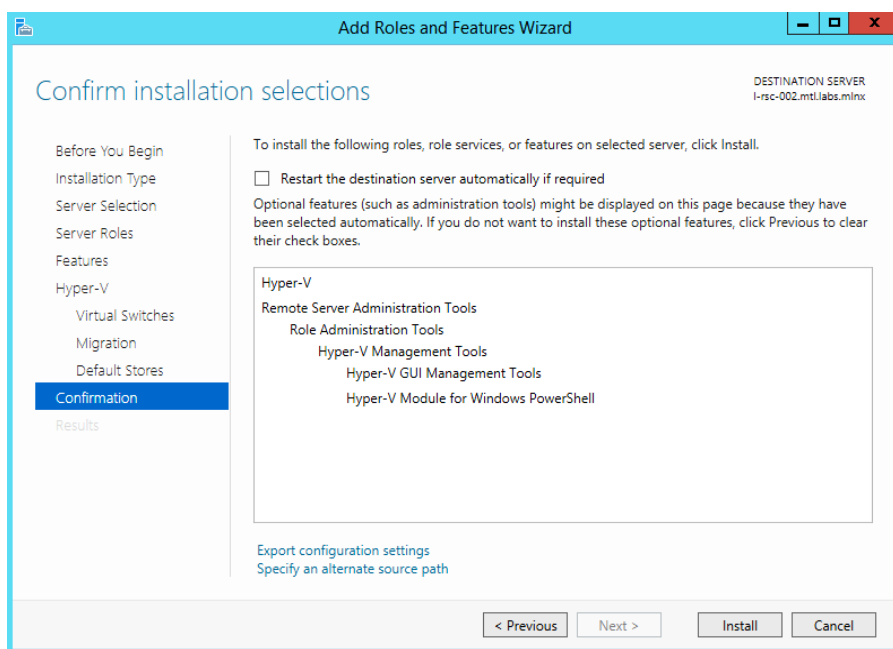 Add Roles and Features Wizard
Confirm installation selections
DESTINATION SERVER
l-rsc-002.mtl.labs.mlnx
Before You Begin
Installation Type
Server Selection
Server Roles
Features
Hyper-V
Virtual Switches
Migration
Default Stores
Confirmation
Results
To install the following roles, role services, or features on selected server, click Install.
Restart the destination server automatically if required
Optional features (such as administration tools) might be displayed on this page because they have
been selected automatically. If you do not want to install these optional features, click Previous to clear
their check boxes.
Hyper-V
Remote Server Administration Tools
Role Administration Tools
Hyper-V Management Tools
Hyper-V GUI Management Tools
Hyper-V Module for Windows PowerShell
Export configuration settings
Specify an alternate source path
< Previous
Next >
Install
Cancel